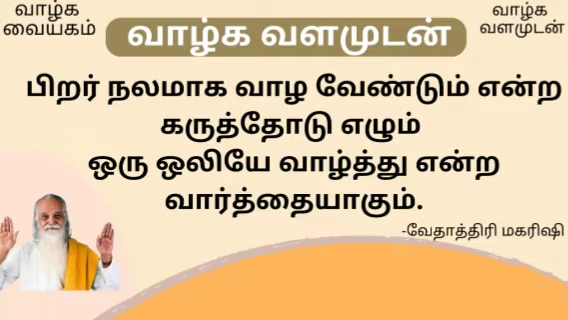 வாழ்க
வையகம்
வாழ்க வளமுடன்
வாழ்க
வளமுடன்
பிறர் நலமாக வாழ வேண்டும் என்ற
கருத்தோடு எழும்
ஒரு ஒலியே வாழ்த்து என்ற
வார்த்தையாகும்.
-வேதாத்திரி மகரிஷி